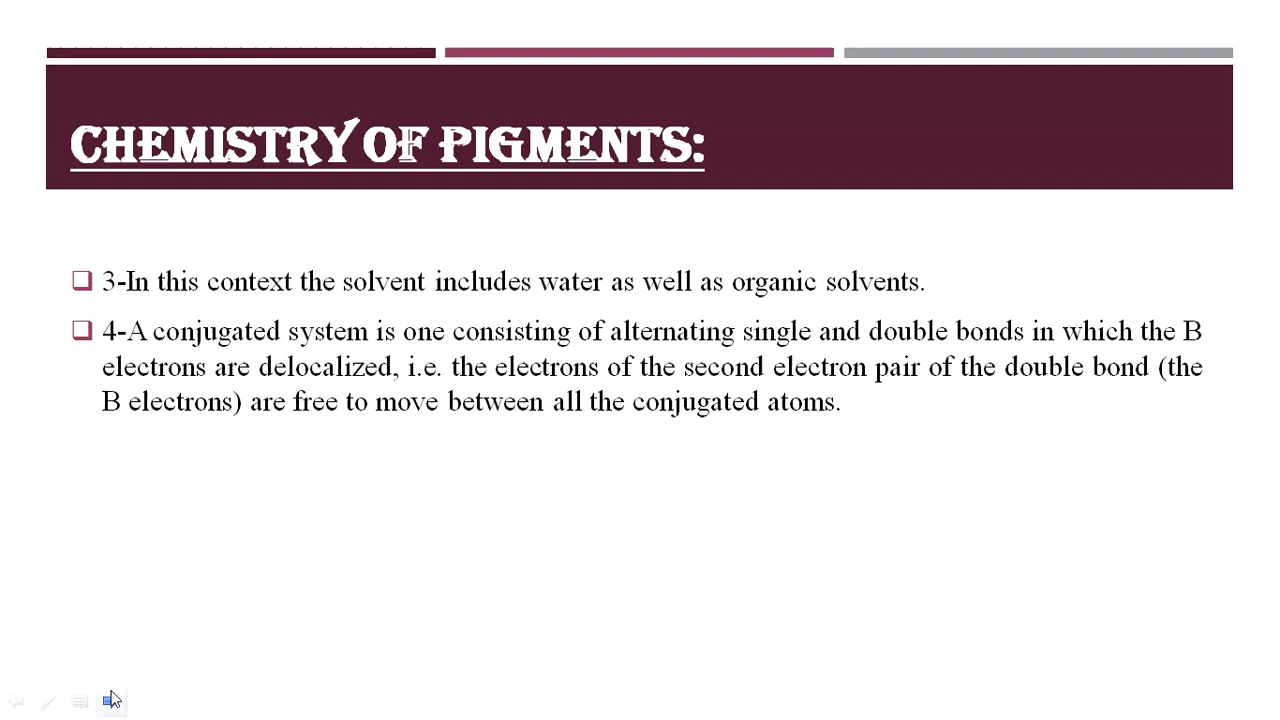 CHEMISTRY OF PIGMENTS:
3-In this context the solvent includes water as well as organic solvents.
4-A conjugated system is one consisting of alternating single and double bonds in which the B
electrons are delocalized, i.e. the electrons of the second electron pair of the double bond (the
B electrons) are free to move between all the conjugated atoms.